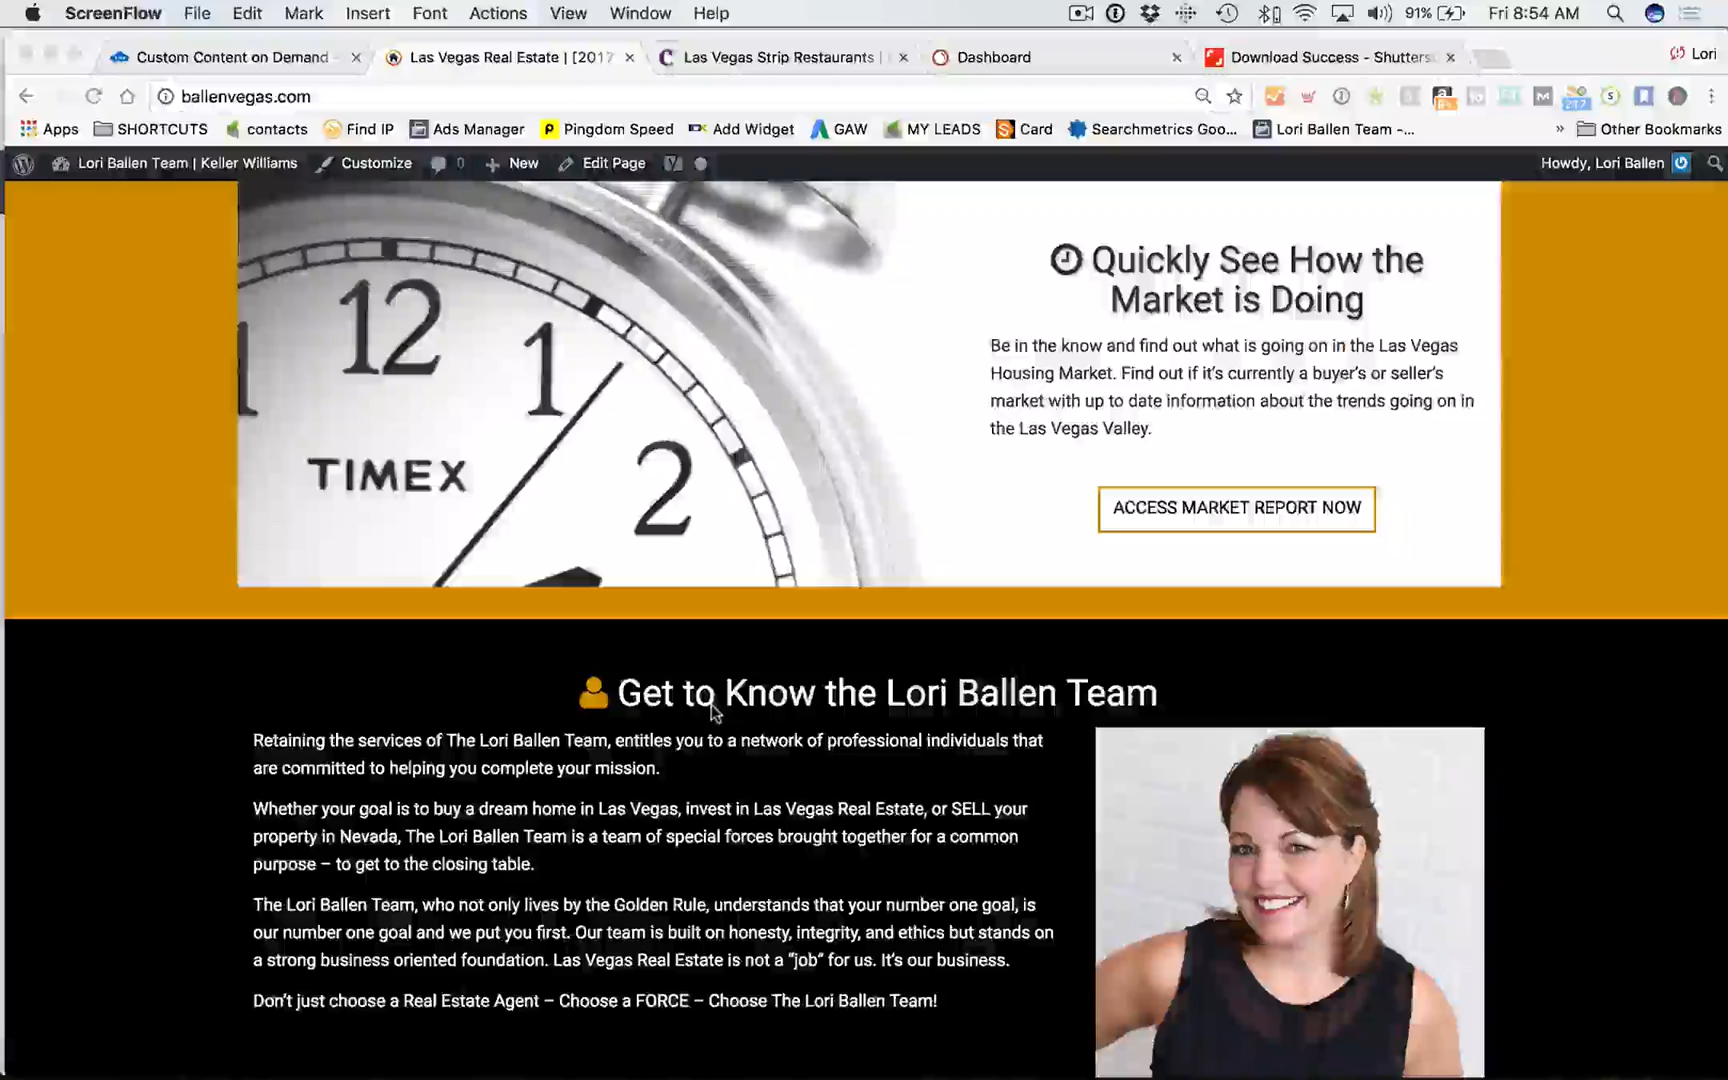 ScreenFlow File Edit Mark Insert Font Actions View Window Help 91% Fri 8:54 AM
Custom Content on Demand Las Vegas Real Estate | [2017 Las Vegas Strip Restaurants | Dashboard Download Success - Shutters Lori
ballenvegas.com
Apps SHORTCUTS contacts Find IP Ads Manager Pingdom Speed Add Widget GAW MY LEADS Card Searchmetrics Goo... Lori Ballen Team -... » Other Bookmarks
Lori Ballen Team | Keller Williams Customize 0 New Edit Page Howdy, Lori Ballen
12
1
2
TIMEX
Quickly See How the
Market is Doing
Be in the know and find out what is going on in the Las Vegas
Housing Market. Find out if it's currently a buyer's or seller's
market with up to date information about the trends going on in
the Las Vegas Valley.
ACCESS MARKET REPORT NOW
Get to Know the Lori Ballen Team
Retaining the services of The Lori Ballen Team, entitles you to a network of professional individuals that
are committed to helping you complete your mission.
Whether your goal is to buy a dream home in Las Vegas, invest in Las Vegas Real Estate, or SELL your
property in Nevada, The Lori Ballen Team is a team of special forces brought together for a common
purpose – to get to the closing table.
The Lori Ballen Team, who not only lives by the Golden Rule, understands that your number one goal, is
our number one goal and we put you first. Our team is built on honesty, integrity, and ethics but stands on
a strong business oriented foundation. Las Vegas Real Estate is not a “job” for us. It's our business.
Don't just choose a Real Estate Agent – Choose a FORCE – Choose The Lori Ballen Team!